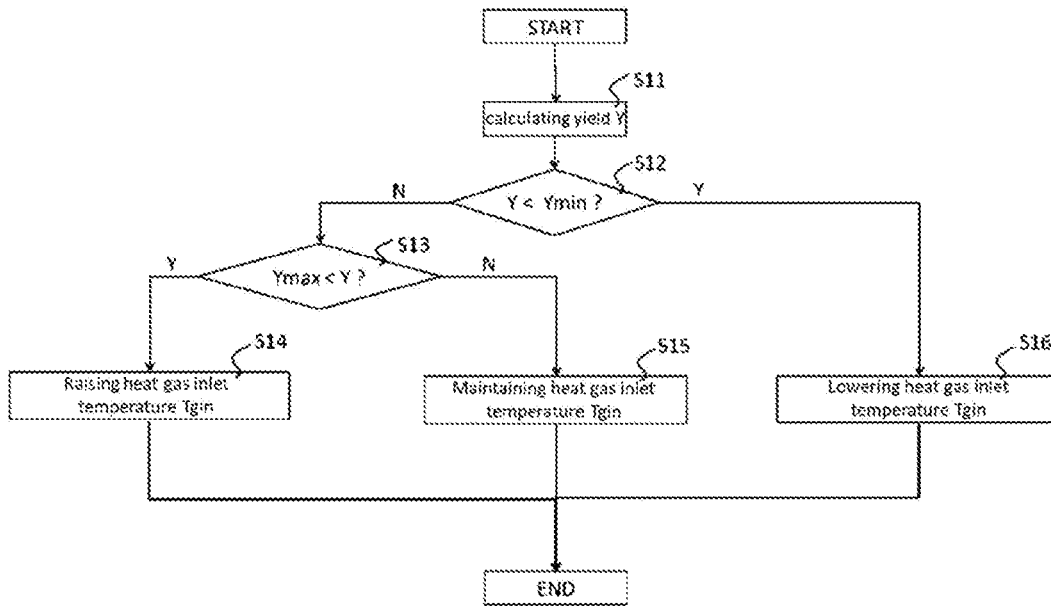 START
S11
calculating yield Y
S12
N
Y < Ymin ?
Y
S13
Y
Ymax < Y ?
N
S14
Raising heat gas inlet
temperature Tgin
S15
Maintaining heat gas inlet
temperature Tgin
S16
Lowering heat gas inlet
temperature Tgin
END